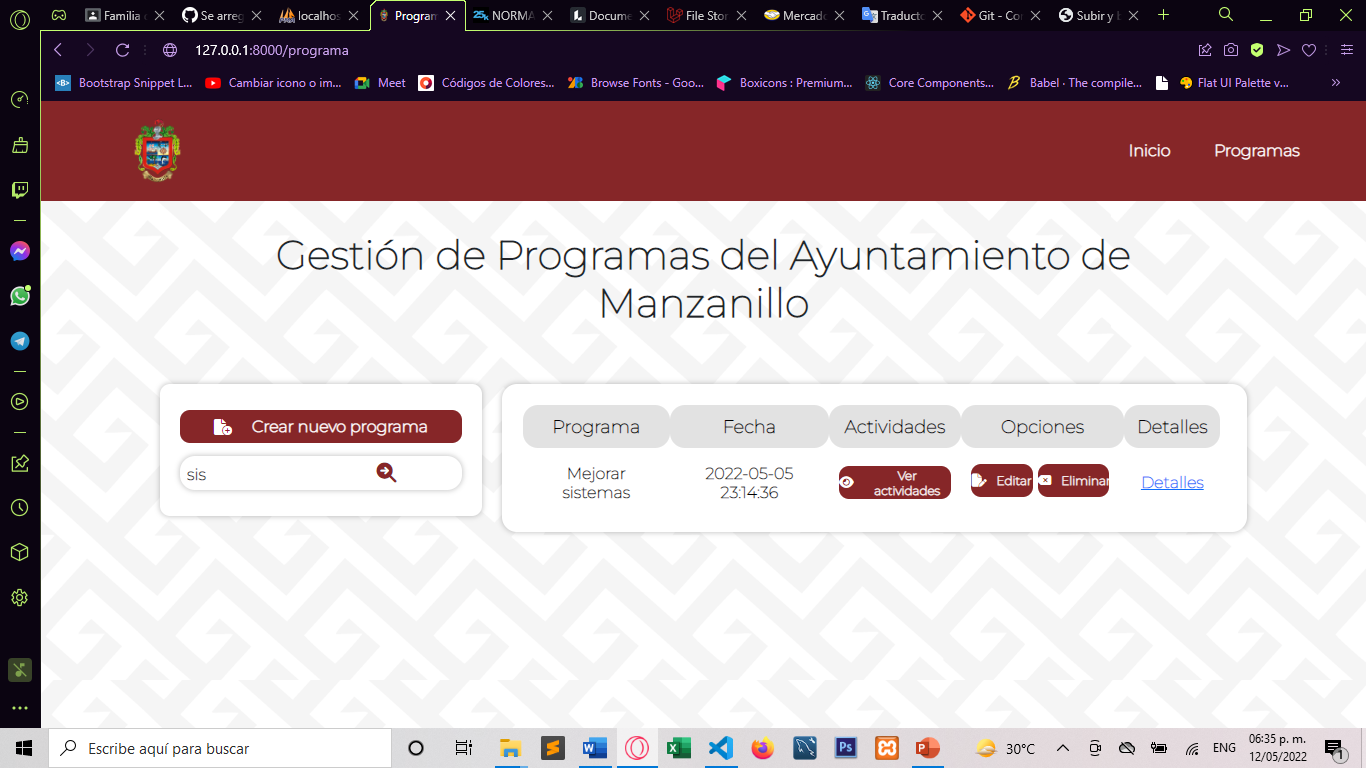 Familia
Se arreg
localhos
Program
NORMA
Docume
File Stor
Mercado
Traducto
Git - Co
Subir y
127.0.0.1:8000/programa
Bootstrap Snippet L...
Cambiar icono o im...
Meet
Códigos de Colores...
Browse Fonts - Goo...
Boxicons : Premium...
Core Components...
Babel · The compile...
Flat UI Palette v...
Inicio
Programas
Gestión de Programas del Ayuntamiento de
Manzanillo
Crear nuevo programa
sis
Programa
Fecha
Actividades
Opciones
Detalles
Mejorar
sistemas
2022-05-05
23:14:36
Ver
actividades
Editar
Eliminar
Detalles
Escribe aquí para buscar
30°C
ENG
06:35 p. m.
12/05/2022
1